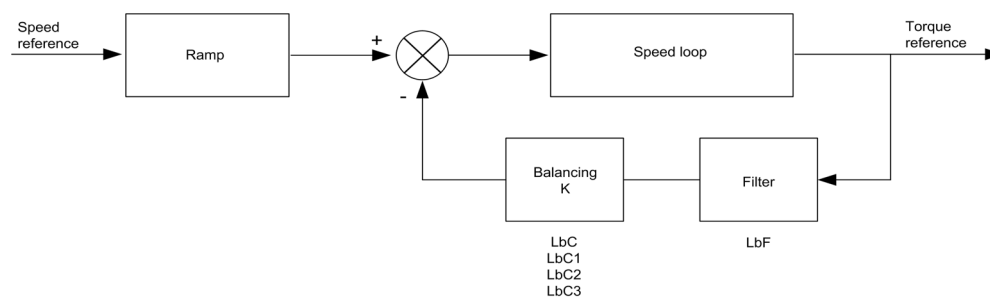 Speed
reference
Ramp
+
-
Speed loop
Torque
reference
Balancing
K
Filter
LbC
LbC1
LbC2
LbC3
LbF